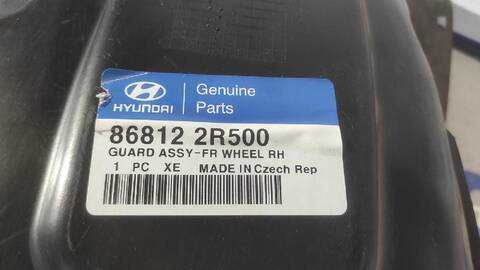 HYUNDAI
Genuine
Parts
86812 2R500
GUARD ASSY-FR WHEEL RH
1 PC XE MADE IN Czech Rep